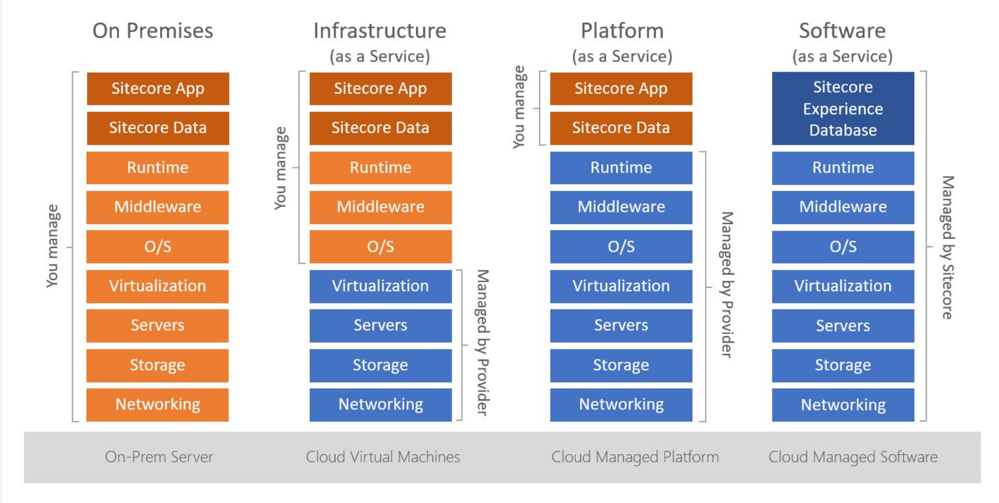 On Premises
You manage
Sitecore App
Sitecore Data
Runtime
Middleware
O/S
Virtualization
Servers
Storage
Networking
On-Prem Server
Infrastructure
(as a Service)
You manage
Sitecore App
Sitecore Data
Runtime
Middleware
O/S
Virtualization
Servers
Storage
Networking
Managed by Provider
Cloud Virtual Machines
Platform
(as a Service)
You manage
Sitecore App
Sitecore Data
Runtime
Middleware
O/S
Virtualization
Servers
Storage
Networking
Managed by Provider
Cloud Managed Platform
Software
(as a Service)
Sitecore
Experience
Database
Runtime
Middleware
O/S
Virtualization
Servers
Storage
Networking
Managed by Sitecore
Cloud Managed Software